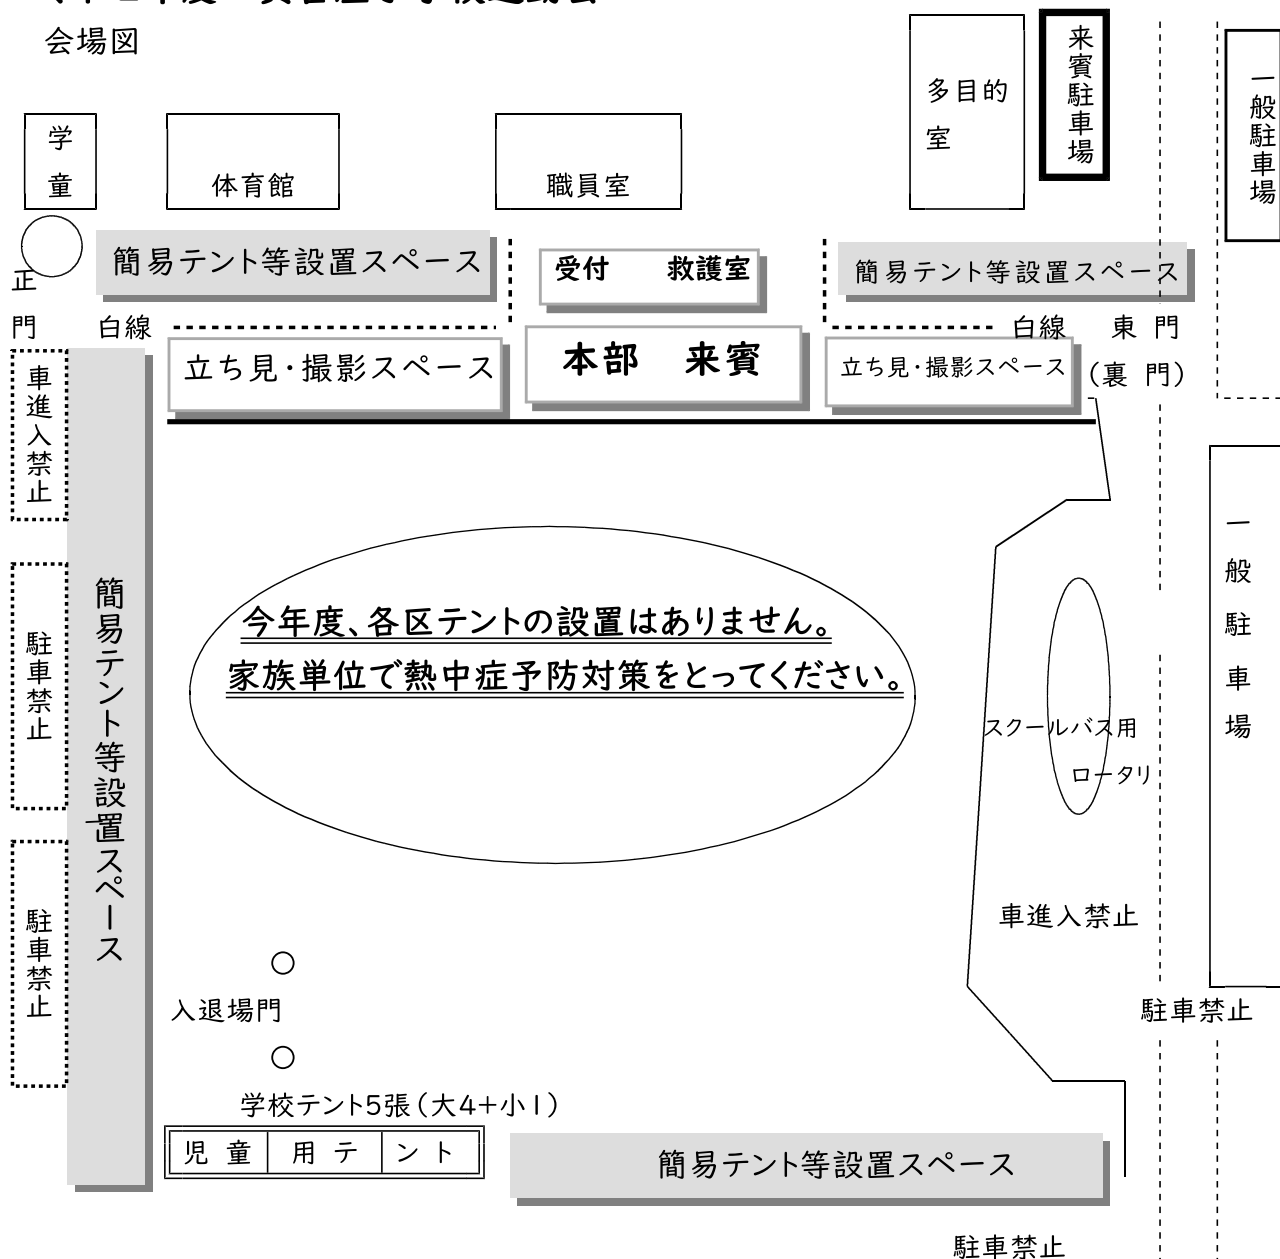 会場図
来賓駐車場
一般駐車場
多目的
室
学
童
体育館
職員室
簡易テント等設置スペース
受付 救護室
簡易テント等設置スペース
正
門
白線
白線
東 門
(裏 門)
立ち見・撮影スペース
本部 来賓
立ち見・撮影スペース
車進入禁止
駐車禁止
駐車禁止
簡易テント等設置スペース
今年度、各区テントの設置はありません。
家族単位で熱中症予防対策をとってください。
一般駐車場
スクールバス用
ロータリ
車進入禁止
駐車禁止
入退場門
学校テント5張(大4+小1)
児童用テント
簡易テント等設置スペース
駐車禁止